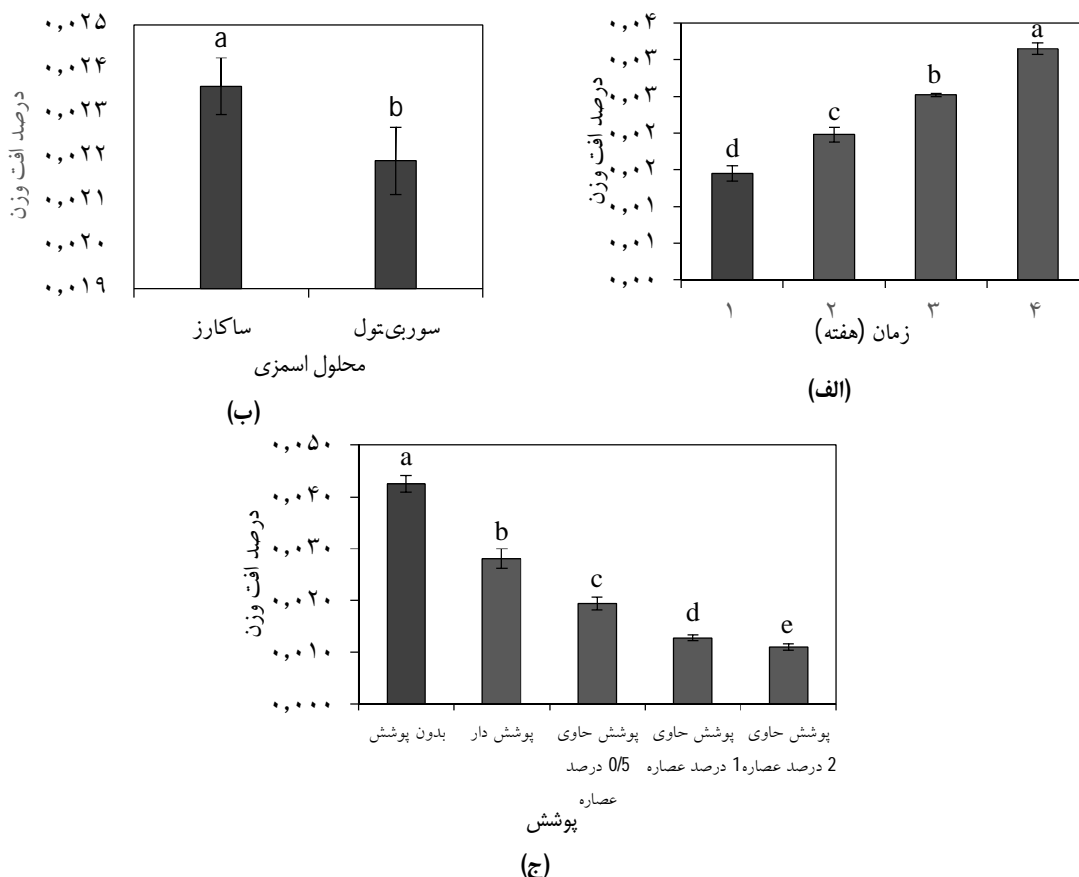 ۰,۰۴
۰,۰۳
۰,۰۳
۰,۰۲
۰,۰۲
۰,۰۱
۰,۰۱
۰,۰۰
درصد افت وزن
d
c
b
a
۱
۲
۳
۴
زمان (هفته)
(الف)
۰,۰۲۵
۰,۰۲۴
۰,۰۲۳
۰,۰۲۲
۰,۰۲۱
۰,۰۲۰
۰,۰۱۹
درصد افت وزن
a
b
ساکارز
سوربی‌تول
محلول اسمزی
(ب)
۰,۰۵۰
۰,۰۴۰
۰,۰۳۰
۰,۰۲۰
۰,۰۱۰
۰,۰۰۰
درصد افت وزن
a
b
c
d
e
بدون پوشش
پوشش دار
پوشش حاوی
0/5 درصد
عصاره
پوشش حاوی
1 درصد عصاره
پوشش حاوی
2 درصد عصاره
پوشش
(ج)